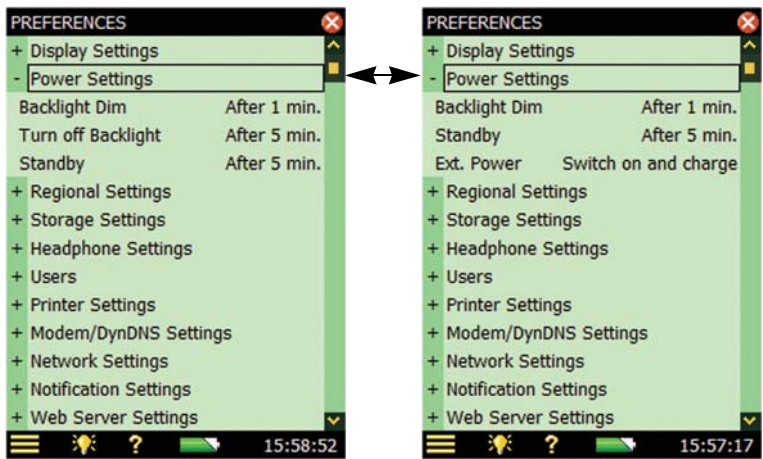 PREFERENCES
+ Display Settings
- Power Settings
Backlight Dim After 1 min.
Turn off Backlight After 5 min.
Standby After 5 min.
+ Regional Settings
+ Storage Settings
+ Headphone Settings
+ Users
+ Printer Settings
+ Modem/DynDNS Settings
+ Network Settings
+ Notification Settings
+ Web Server Settings
? 15:58:52
PREFERENCES
+ Display Settings
- Power Settings
Backlight Dim After 1 min.
Standby After 5 min.
Ext. Power Switch on and charge
+ Regional Settings
+ Storage Settings
+ Headphone Settings
+ Users
+ Printer Settings
+ Modem/DynDNS Settings
+ Network Settings
+ Notification Settings
+ Web Server Settings
? 15:57:17